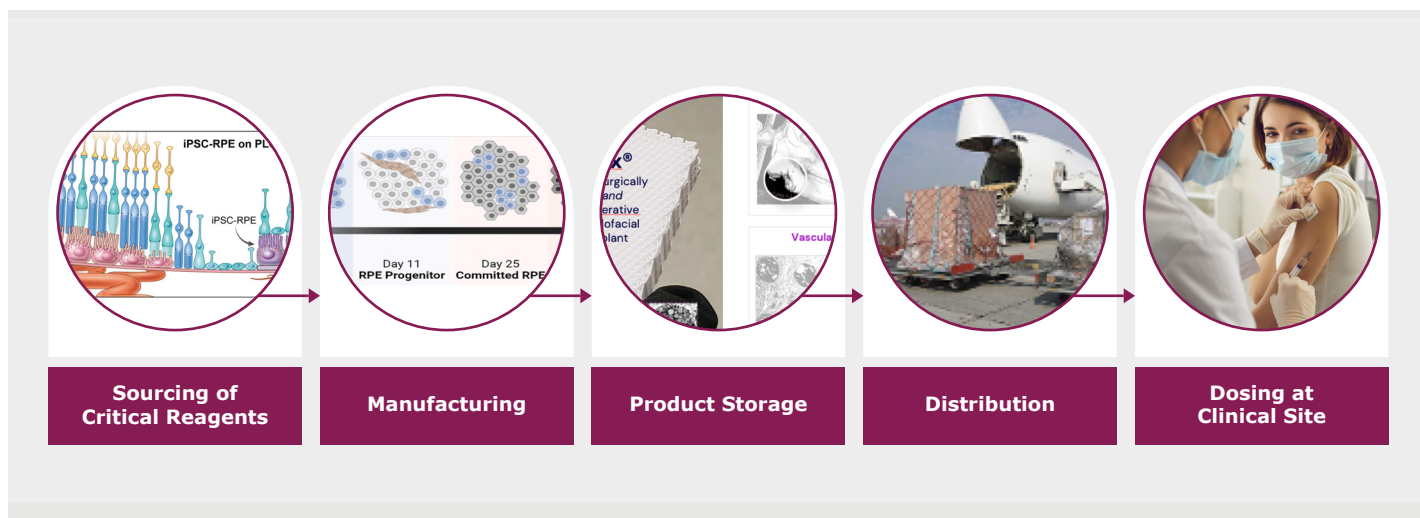 iPSC-RPE on PL
iPSC-RPE
Day 11
RPE Progenitor
Day 25
Committed RPE
x®
urgically
and
erative
lofacial
plant
Vascula
Sourcing of
Critical Reagents
Manufacturing
Product Storage
Distribution
Dosing at
Clinical Site